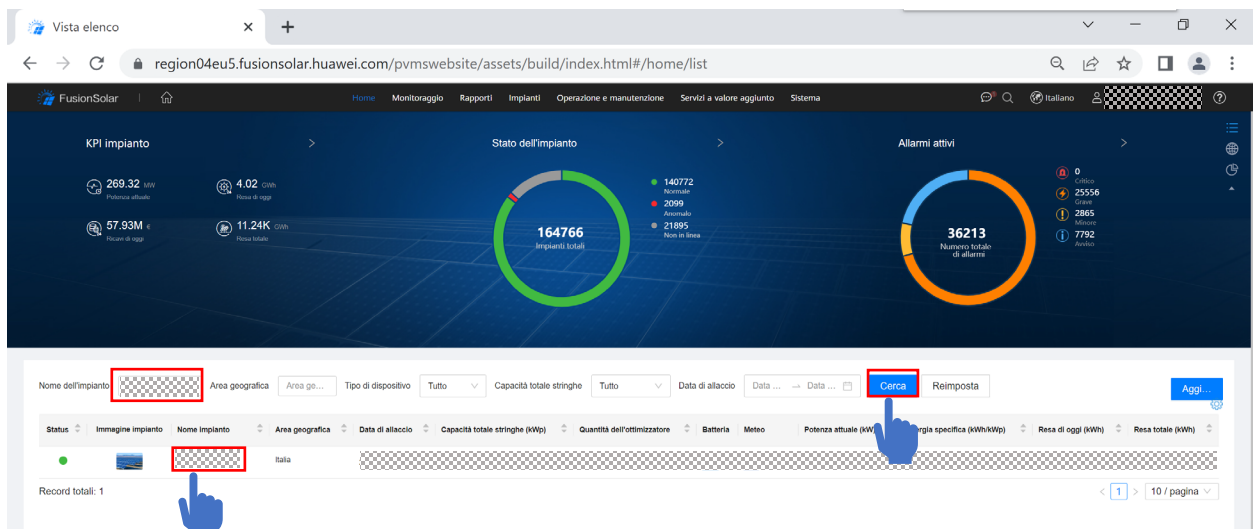 Vista elenco
region04eu5.fusionsolar.huawei.com/pvmswebsite/assets/build/index.html#/home/list
FusionSolar Home Monitoraggio Rapporti Impianti Operazione e manutenzione Servizi a valore aggiunto Sistema Italiano
KPI impianto
269.32 MW
Potenza attuale
4.02 GWh
Resa di oggi
57.93M €
Ricavi di oggi
11.24K GWh
Resa totale
Stato dell'impianto
164766
Impianti totali
140772
Normale
2099
Anomalo
21895
Non in linea
Allarmi attivi
36213
Numero totale
di allarmi
0
Critico
25556
Grave
2865
Minore
7792
Avviso
Nome dell'impianto Area geografica Area ge... Tipo di dispositivo Tutto Capacità totale stringhe Tutto Data di allaccio Data ... → Data ... Cerca Reimposta Aggi...
Status Immagine impianto Nome impianto Area geografica Data di allaccio Capacità totale stringhe (kWp) Quantità dell'ottimizzatore Batteria Meteo Potenza attuale (kW) specifica (kWh/kWp) Resa di oggi (kWh) Resa totale (kWh)
Italia
Record totali: 1
< 1 > 10 / pagina